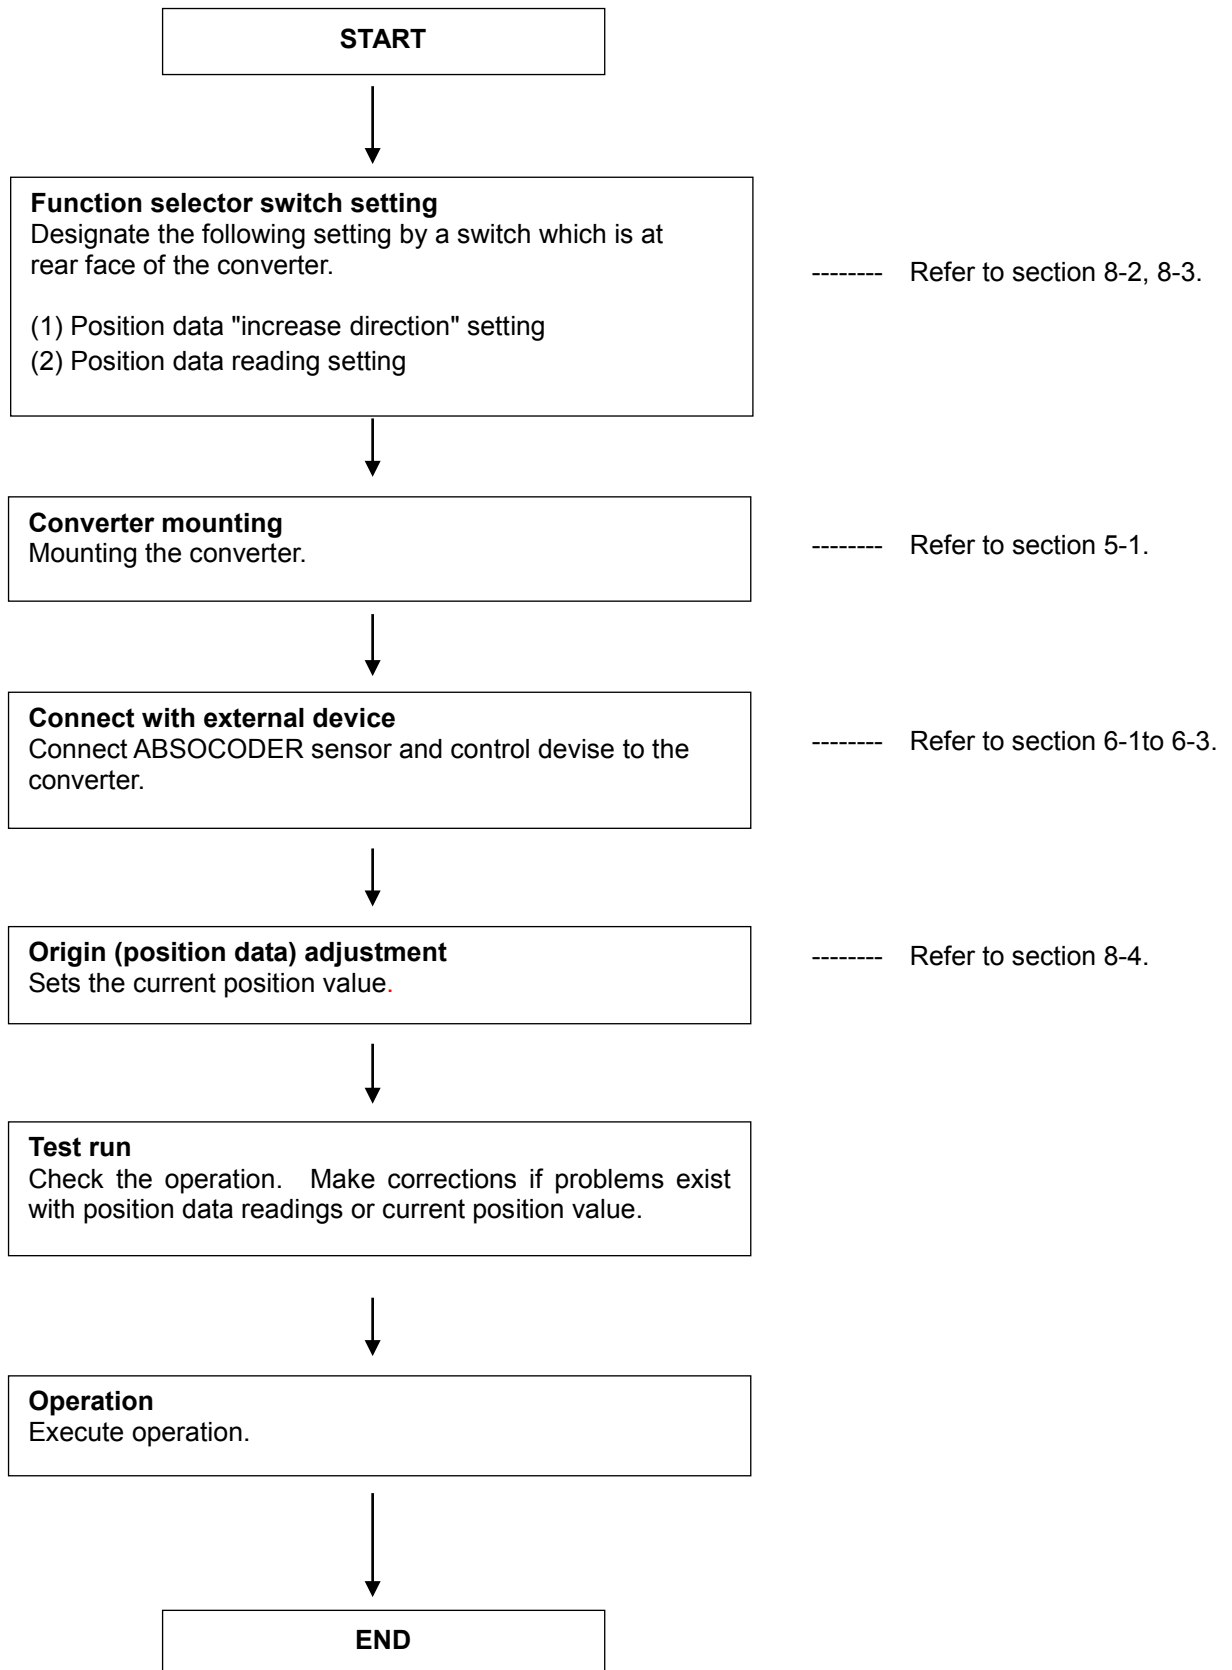 START
Function selector switch setting
Designate the following setting by a switch which is at
rear face of the converter.
(1) Position data "increase direction" setting
(2) Position data reading setting
-------- Refer to section 8-2, 8-3.
Converter mounting
Mounting the converter.
-------- Refer to section 5-1.
Connect with external device
Connect ABSOCODER sensor and control devise to the
converter.
-------- Refer to section 6-1to 6-3.
Origin (position data) adjustment
Sets the current position value.
-------- Refer to section 8-4.
Test run
Check the operation. Make corrections if problems exist
with position data readings or current position value.
Operation
Execute operation.
END